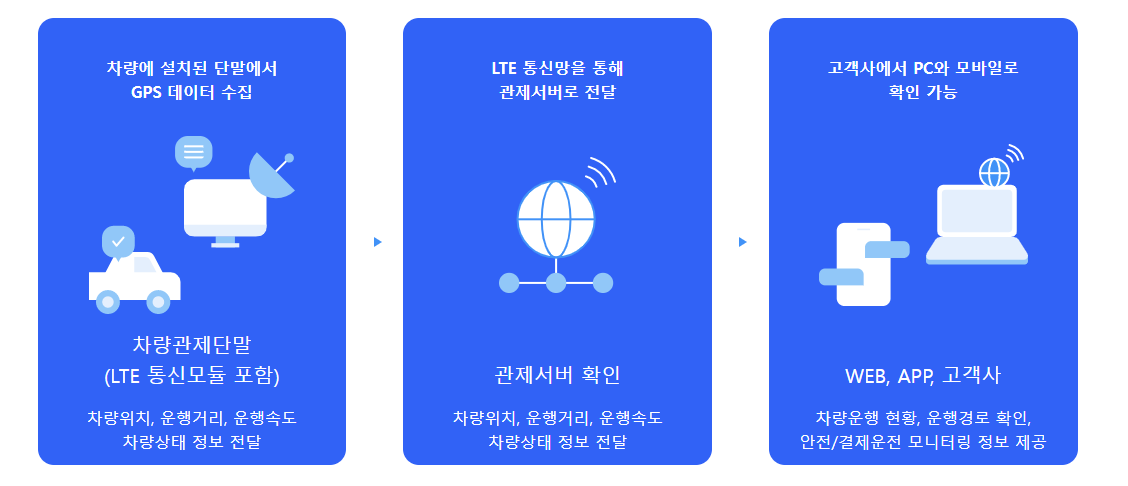 차량에 설치된 단말에서
GPS 데이터 수집
차량관제단말
(LTE 통신모듈 포함)
차량위치, 운행거리, 운행속도
차량상태 정보 전달
LTE 통신망을 통해
관제서버로 전달
관제서버 확인
차량위치, 운행거리, 운행속도
차량상태 정보 전달
고객사에서 PC와 모바일로
확인 가능
WEB, APP, 고객사
차량운행 현황, 운행경로 확인,
안전/결제운전 모니터링 정보 제공